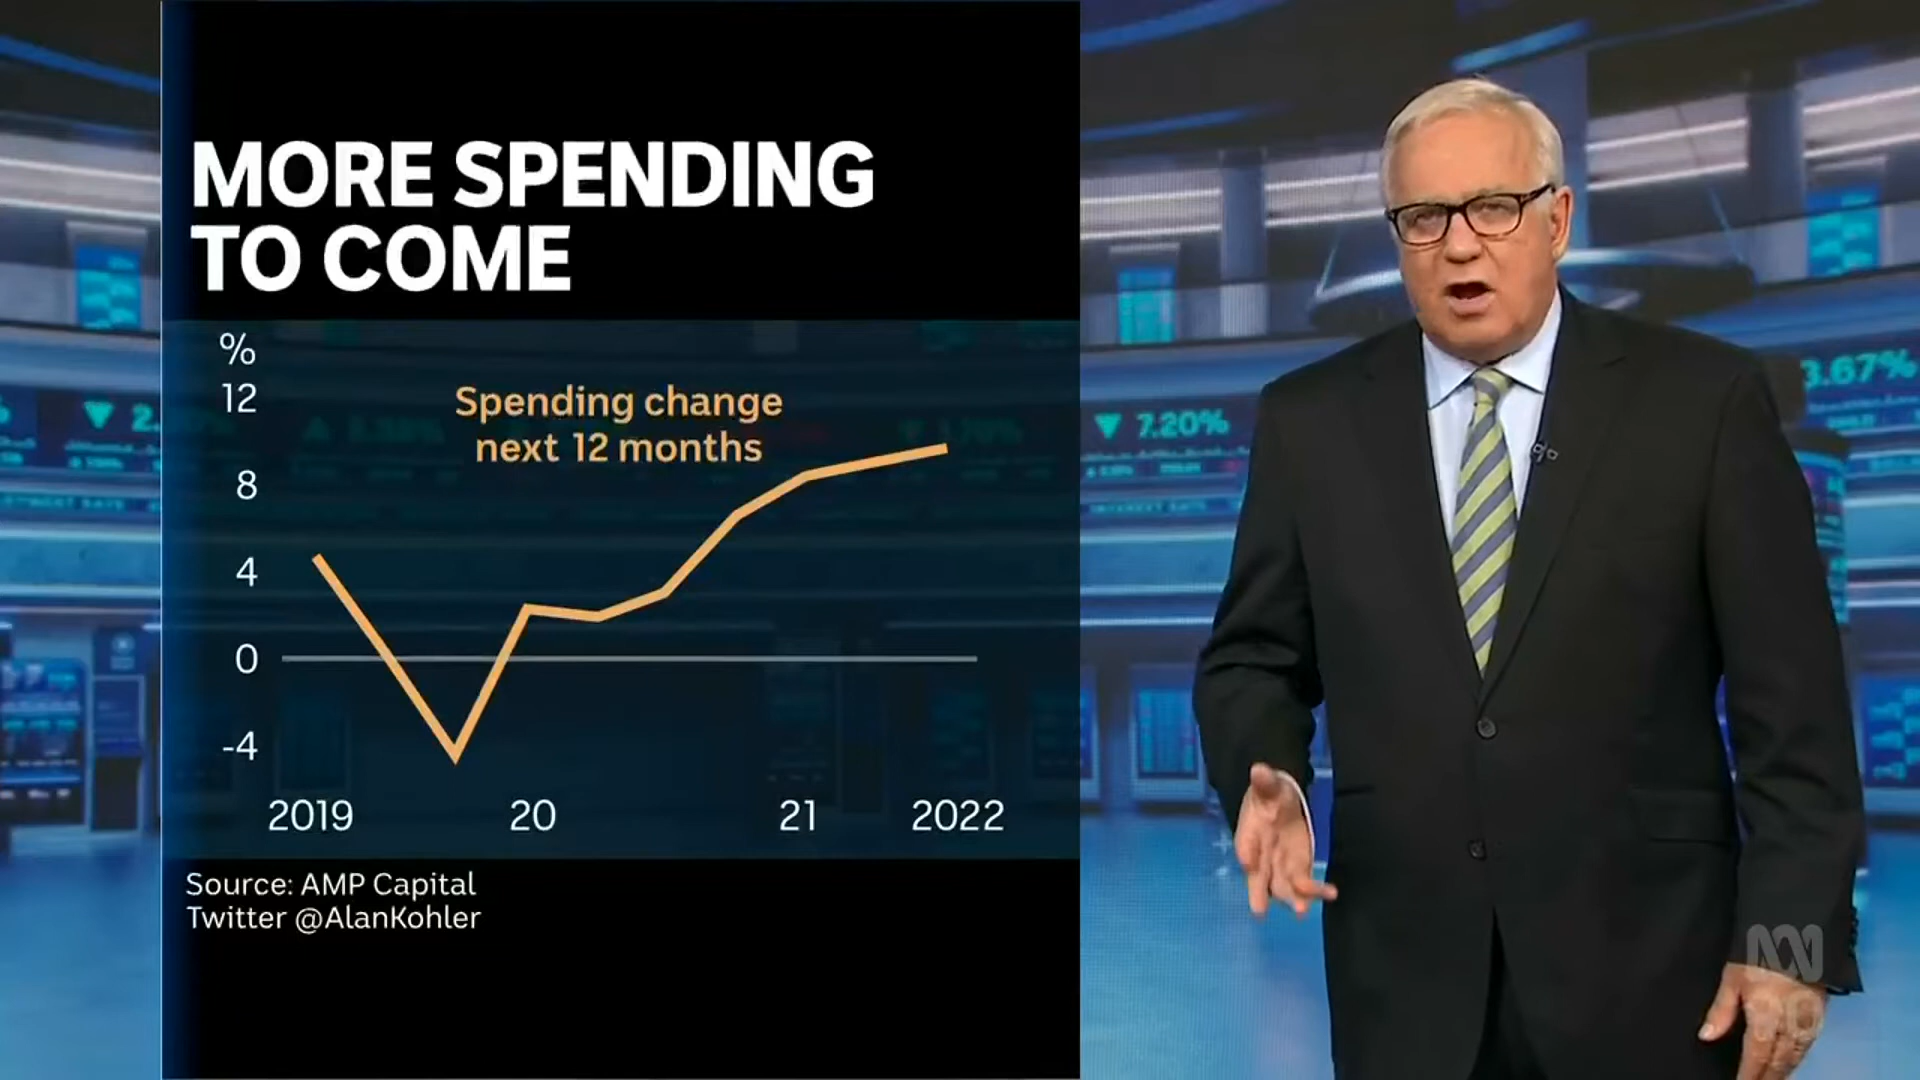 MORE SPENDING
TO COME
%
12
Spending change
next 12 months
8
4
0
-4
2019 20 21 2022
Source: AMP Capital
Twitter @AlanKohler
7.20%
3.67%